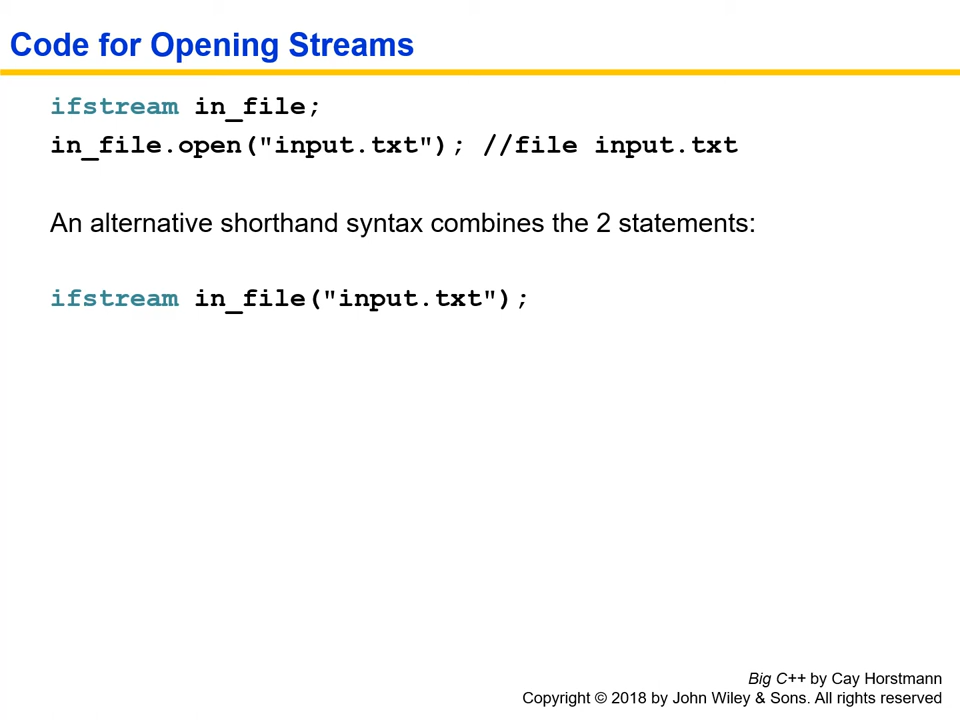 Code for Opening Streams
ifstream in_file;
in_file.open("input.txt"); //file input.txt
An alternative shorthand syntax combines the 2 statements:
ifstream in_file("input.txt");
Big C++ by Cay Horstmann
Copyright © 2018 by John Wiley & Sons. All rights reserved